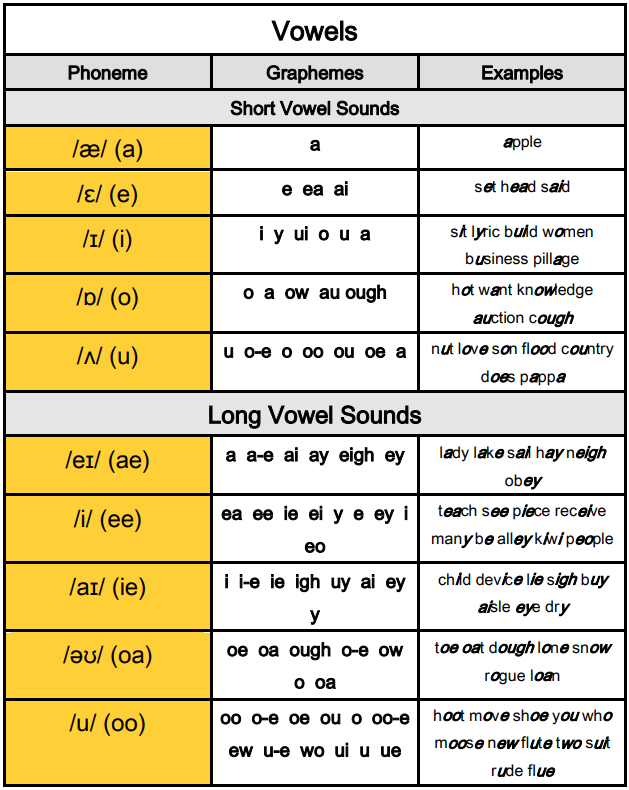 Vowels
Phoneme Graphemes Examples
Short Vowel Sounds
/æ/ (a) a apple
/ɛ/ (e) e ea ai set head said
/ɪ/ (i) i y ui o u a sit lyric build women
business pillage
/ɒ/ (o) o a ow au ough hot want knowledge
auction cough
/ʌ/ (u) u o-e o oo ou oe a nut love son flood country
does pappa
Long Vowel Sounds
/eɪ/ (ae) a a-e ai ay eigh ey lady lake sail hay neigh
obey
/i/ (ee) ea ee ie ei y e ey i teach see piece receive
eo many be alley kiwi people
/aɪ/ (ie) i i-e ie igh uy ai ey child device lie sigh buy
y aisle eye dry
/əʊ/ (oa) oe oa ough o-e ow toe oat dough lone snow
o oa rogue loan
/u/ (oo) oo o-e oe ou o oo-e hoot move shoe you who
ew u-e wo ui u ue moose new flute two suit
rude flue